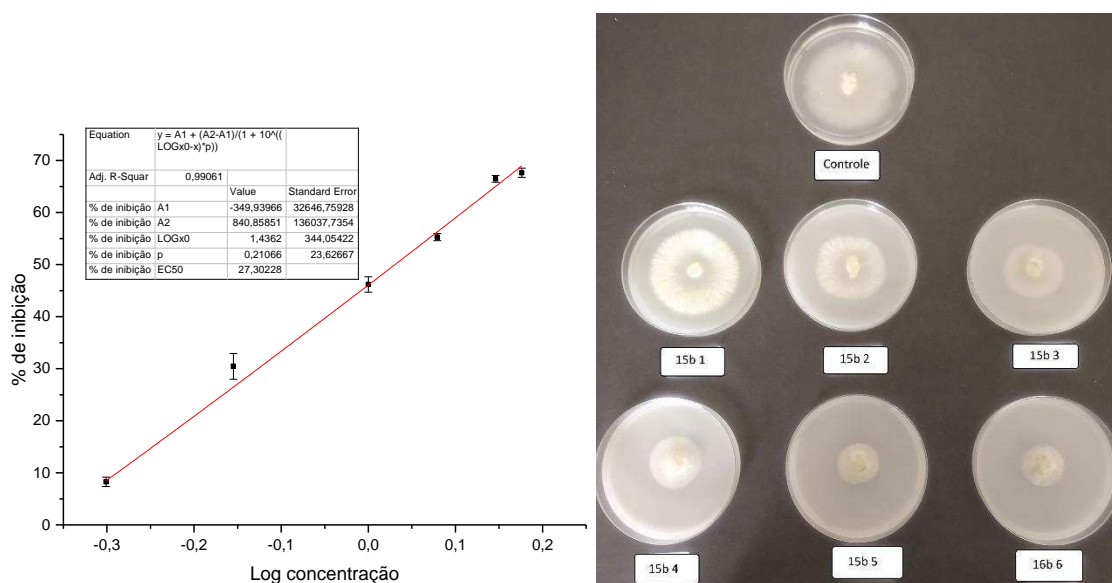 Equation y = A1 + (A2-A1)/(1 + 10^((
LOGx0-x)*p))
Adj. R-Squar 0,99061
Value Standard Error
% de inibição A1 -349,93966 32646,75928
% de inibição A2 840,85851 136037,7354
% de inibição LOGx0 1,4362 344,05422
% de inibição p 0,21066 23,62667
% de inibição EC50 27,30228
% de inibição
70
60
50
40
30
20
10
0
-0,3 -0,2 -0,1 0,0 0,1 0,2
Log concentração
Controle
15b 1 15b 2 15b 3
15b 4 15b 5 16b 6